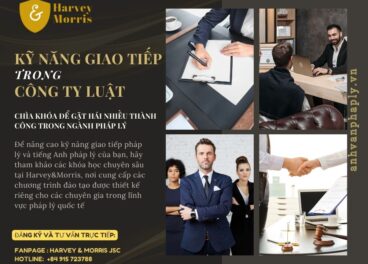 &
Harvey
Morris
KỸ NĂNG GIAO TIẾP
TRONG
CÔNG TY LUẬT
CHÌA KHÓA ĐỂ GẶT HÁI NHIỀU THÀNH
CÔNG TRONG NGÀNH PHÁP LÝ
Để nâng cao kỹ năng giao tiếp pháp
lý và tiếng Anh pháp lý của bạn, hãy
tham khảo các khóa học chuyên sâu
tại Harvey&Morris, nơi cung cấp các
chương trình đào tạo được thiết kế
riêng cho các chuyên gia trong lĩnh
vực pháp lý quốc tế
ĐĂNG KÝ VÀ TƯ VẤN TRỰC TIẾP:
FANPAGE: HARVEY & MORRIS JSC
HOTLINE: +84 915 723788
anhvanphaply.vn